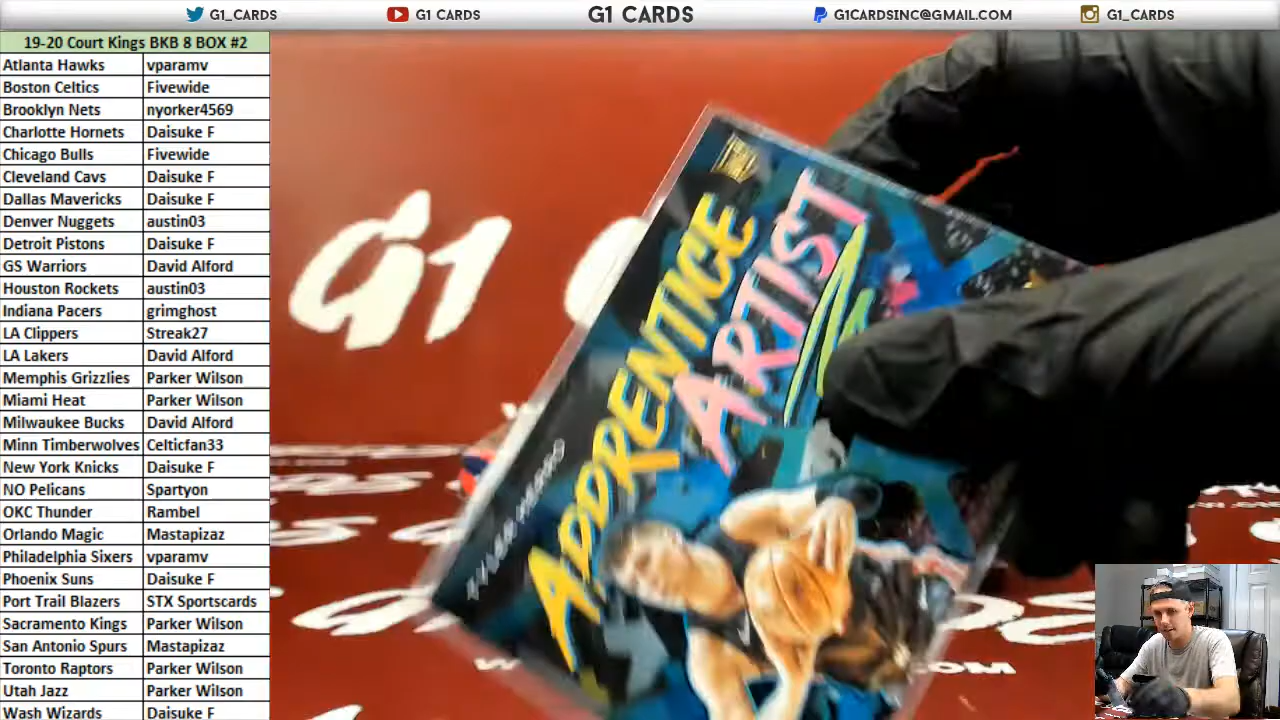 G1_CARDS
G1 CARDS
G1 CARDS
G1CARDSINC@GMAIL.COM
G1_CARDS
19-20 Court Kings BKB 8 BOX #2
Atlanta Hawks vparamv
Boston Celtics Fivewide
Brooklyn Nets nyorker4569
Charlotte Hornets Daisuke F
Chicago Bulls Fivewide
Cleveland Cavs Daisuke F
Dallas Mavericks Daisuke F
Denver Nuggets austin03
Detroit Pistons Daisuke F
GS Warriors David Alford
Houston Rockets austin03
Indiana Pacers grimghost
LA Clippers Streak27
LA Lakers David Alford
Memphis Grizzlies Parker Wilson
Miami Heat Parker Wilson
Milwaukee Bucks David Alford
Minn Timberwolves Celticfan33
New York Knicks Daisuke F
NO Pelicans Spartyon
OKC Thunder Rambel
Orlando Magic Mastapizaz
Philadelphia Sixers vparamv
Phoenix Suns Daisuke F
Port Trail Blazers STX Sportscards
Sacramento Kings Parker Wilson
San Antonio Spurs Mastapizaz
Toronto Raptors Parker Wilson
Utah Jazz Parker Wilson
Wash Wizards Daisuke F
G1
APPRENTICE
ARTIST
TYLER HERRO
.COM